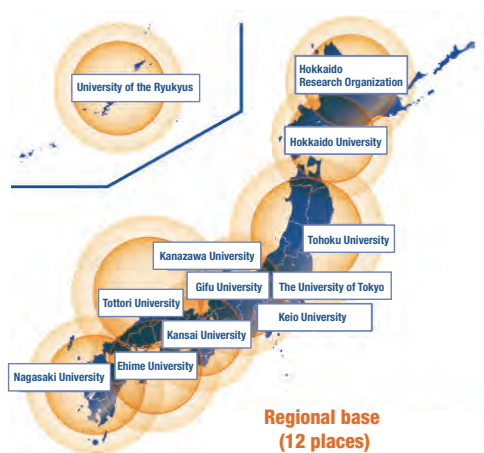 University of the Ryukyus
Hokkaido
Research Organization
Hokkaido University
Tohoku University
Kanazawa University
Gifu University
The University of Tokyo
Tottori University
Keio University
Kansai University
Ehime University
Nagasaki University
Regional base
(12 places)